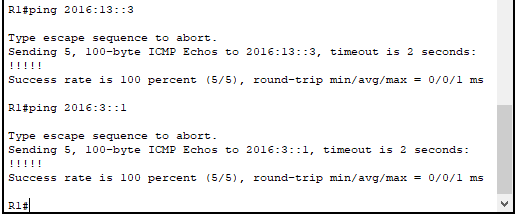 R1#ping 2016:13::3
Type escape sequence to abort.
Sending 5, 100-byte ICMP Echos to 2016:13::3, timeout is 2 seconds:
!!!!!
Success rate is 100 percent (5/5), round-trip min/avg/max = 0/0/1 ms
R1#ping 2016:3::1
Type escape sequence to abort.
Sending 5, 100-byte ICMP Echos to 2016:3::1, timeout is 2 seconds:
!!!!!
Success rate is 100 percent (5/5), round-trip min/avg/max = 0/0/1 ms
R1#